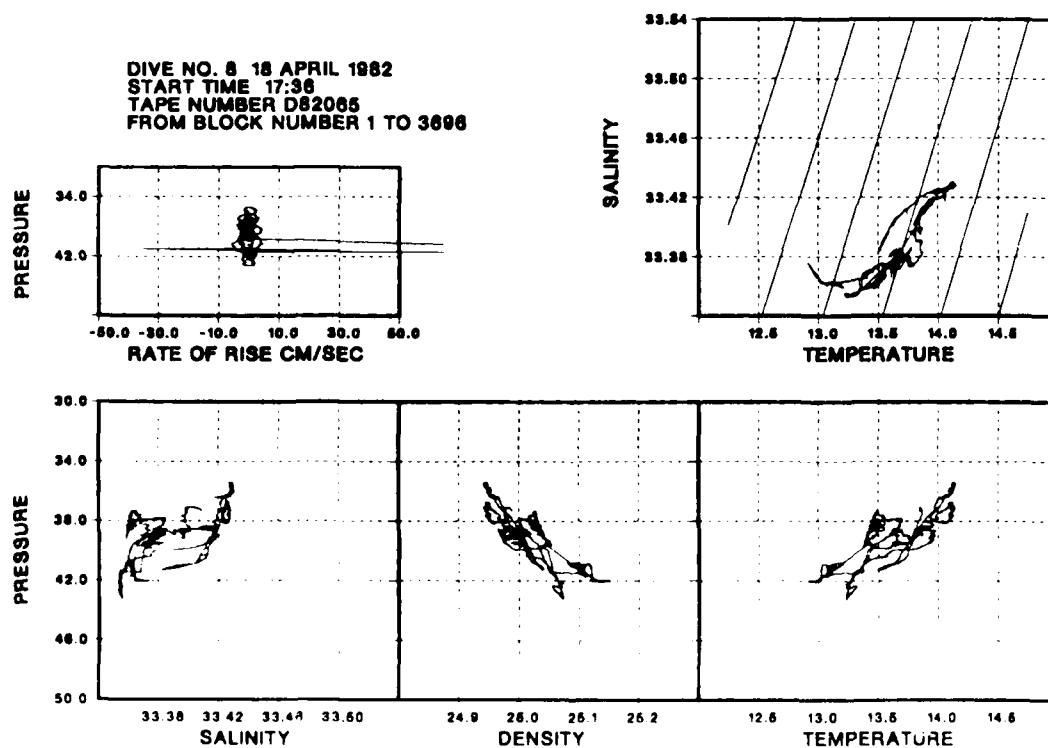 DIVE NO. 8 18 APRIL 1982
START TIME 17:36
TAPE NUMBER D82065
FROM BLOCK NUMBER 1 TO 3696
PRESSURE
34.0
42.0
-50.0 -30.0 -10.0 10.0 30.0 50.0
RATE OF RISE CM/SEC
SALINITY
33.54
33.50
33.46
33.42
33.38
12.5 13.0 13.5 14.0 14.5
TEMPERATURE
PRESSURE
30.0
34.0
38.0
42.0
46.0
50.0
33.38 33.42 33.46 33.50
SALINITY
24.9 25.0 25.1 25.2
DENSITY
12.5 13.0 13.5 14.0 14.5
TEMPERATURE